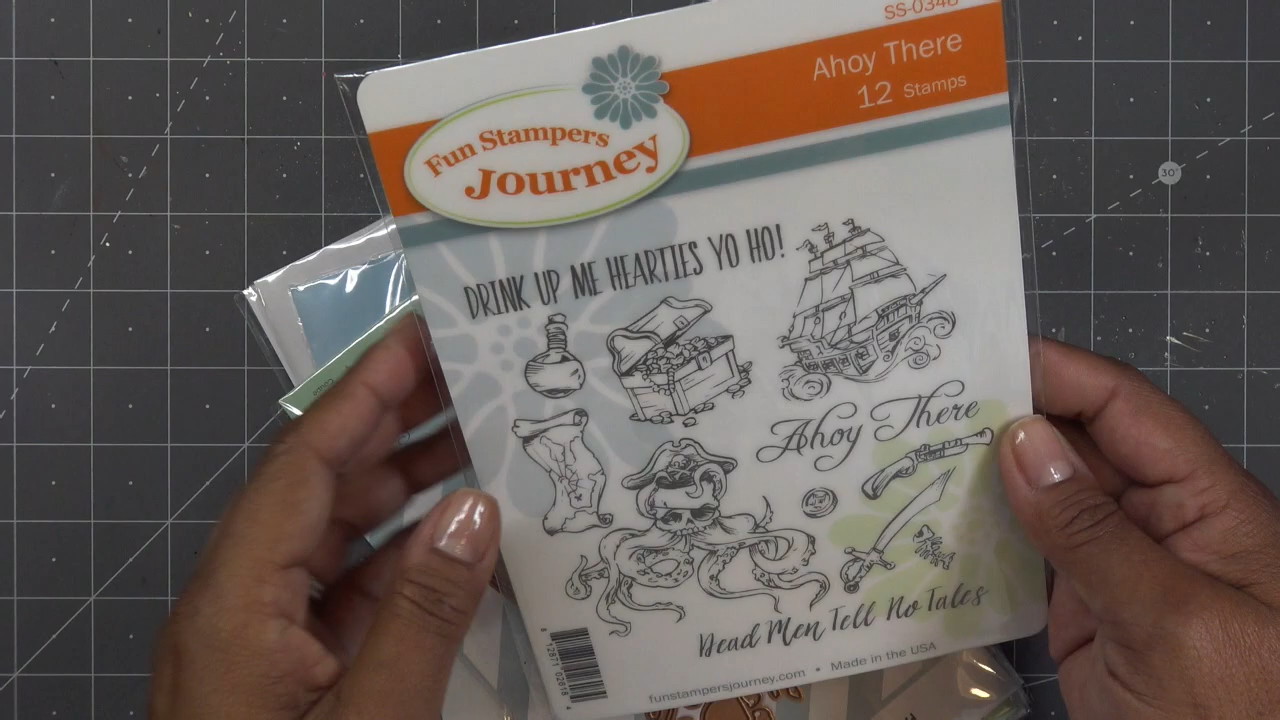 SS-0348
Ahoy There
12 Stamps
Fun Stampers
Journey
30°
DRINK UP ME HEARTIES YO HO!
Ahoy There
Dead Men Tell No Tales
funstampersjourney.com • Made in the USA